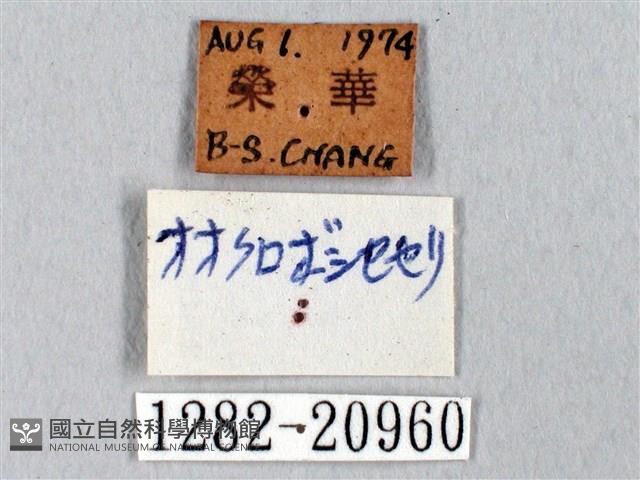 AUG 1. 1974
榮 華
B-S. CHANG
オオクロボシセセリ
1282-20960
國立自然科學博物館
NATIONAL MUSEUM OF NATURAL SCIENCE